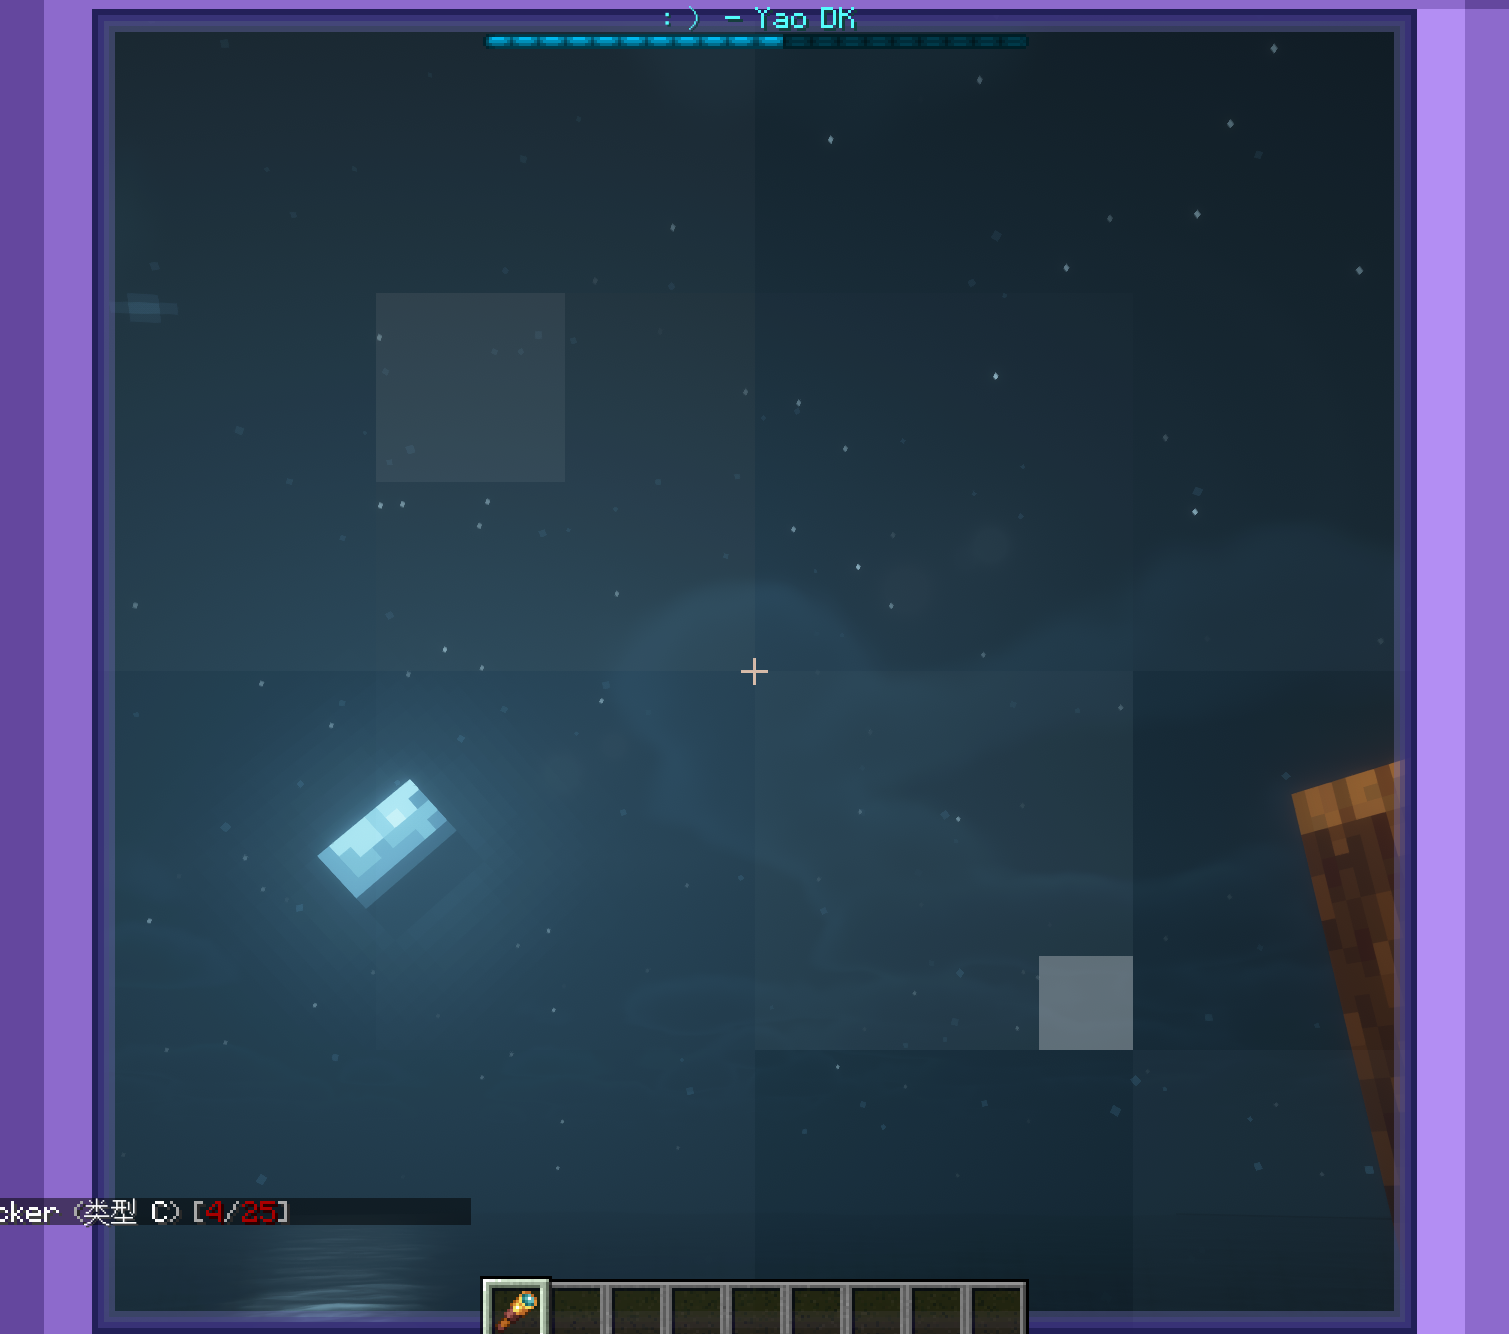 :) - Yao DK
cker (类型 C) [4/25]